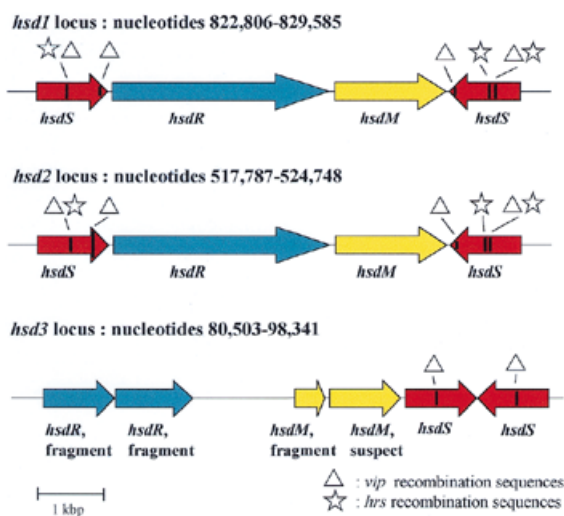 hsd1 locus : nucleotides 822,806-829,585
hsdS hsdR hsdM hsdS
hsd2 locus : nucleotides 517,787-524,748
hsdS hsdR hsdM hsdS
hsd3 locus : nucleotides 80,503-98,341
hsdR, hsdR, hsdM, hsdM, hsdS hsdS
fragment fragment fragment suspect
: vip recombination sequences
: hrs recombination sequences
1 kbp